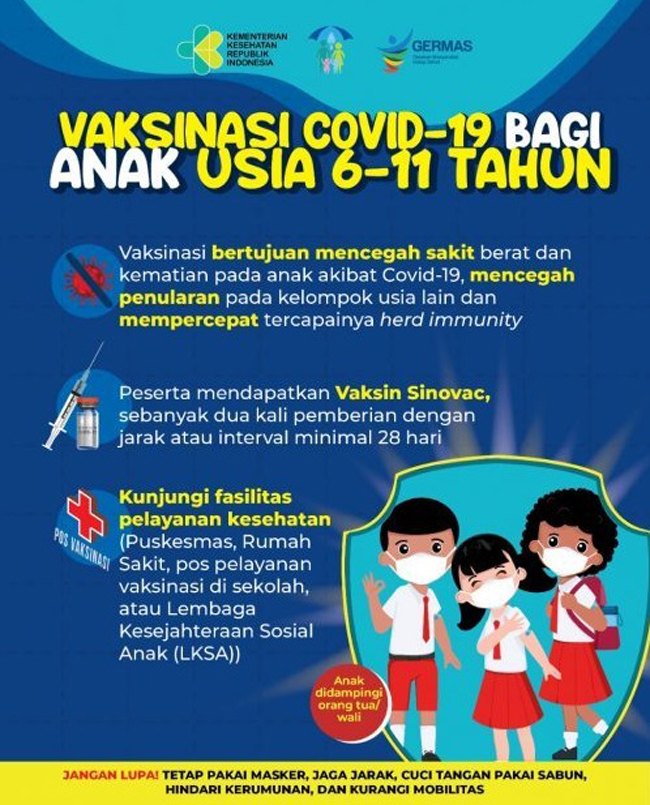 KEMENTERIAN
KESEHATAN
REPUBLIK
INDONESIA
GERMAS
Gerakan Masyarakat
Hidup Sehat
VAKSINASI COVID-19 BAGI
ANAK USIA 6-11 TAHUN
Vaksinasi bertujuan mencegah sakit berat dan
kematian pada anak akibat Covid-19, mencegah
penularan pada kelompok usia lain dan
mempercepat tercapainya herd immunity
Peserta mendapatkan Vaksin Sinovac,
sebanyak dua kali pemberian dengan
jarak atau interval minimal 28 hari
POS VAKSINASI
Kunjungi fasilitas
pelayanan kesehatan
(Puskesmas, Rumah
Sakit, pos pelayanan
vaksinasi di sekolah,
atau Lembaga
Kesejahteraan Sosial
Anak (LKSA))
Anak
didampingi
orang tua/
wali
JANGAN LUPA! TETAP PAKAI MASKER, JAGA JARAK, CUCI TANGAN PAKAI SABUN,
HINDARI KERUMUNAN, DAN KURANGI MOBILITAS